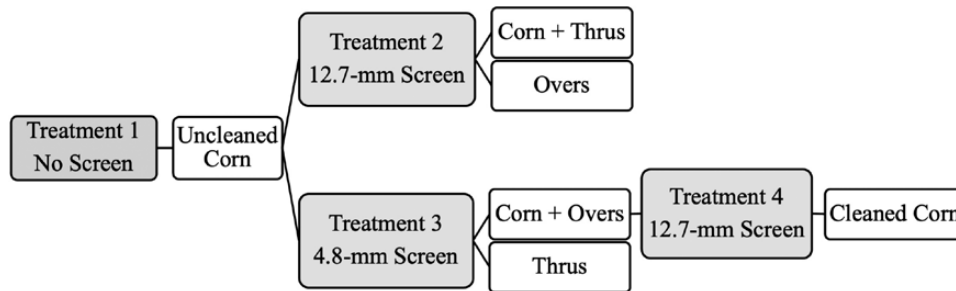 Treatment 1
No Screen
Uncleaned
Corn
Treatment 2
12.7-mm Screen
Corn + Thrus
Overs
Treatment 3
4.8-mm Screen
Corn + Overs
Thrus
Treatment 4
12.7-mm Screen
Cleaned Corn